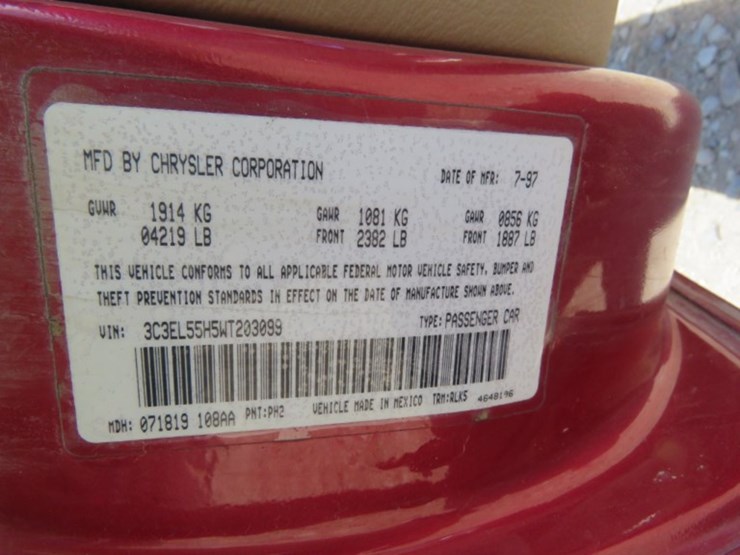 MFD BY CHRYSLER CORPORATION DATE OF MFR: 7-97
GVWR 1914 KG GAWR 1081 KG GAWR 0856 KG
04219 LB FRONT 2382 LB FRONT 1887 LB
THIS VEHICLE CONFORMS TO ALL APPLICABLE FEDERAL MOTOR VEHICLE SAFETY, BUMPER AND
THEFT PREVENTION STANDARDS IN EFFECT ON THE DATE OF MANUFACTURE SHOWN ABOVE.
VIN: 3C3EL55H5WT203099 TYPE: PASSENGER CAR
MDH: 071819 108AA PNT:PH2 VEHICLE MADE IN MEXICO TRM:RLK5 4648196